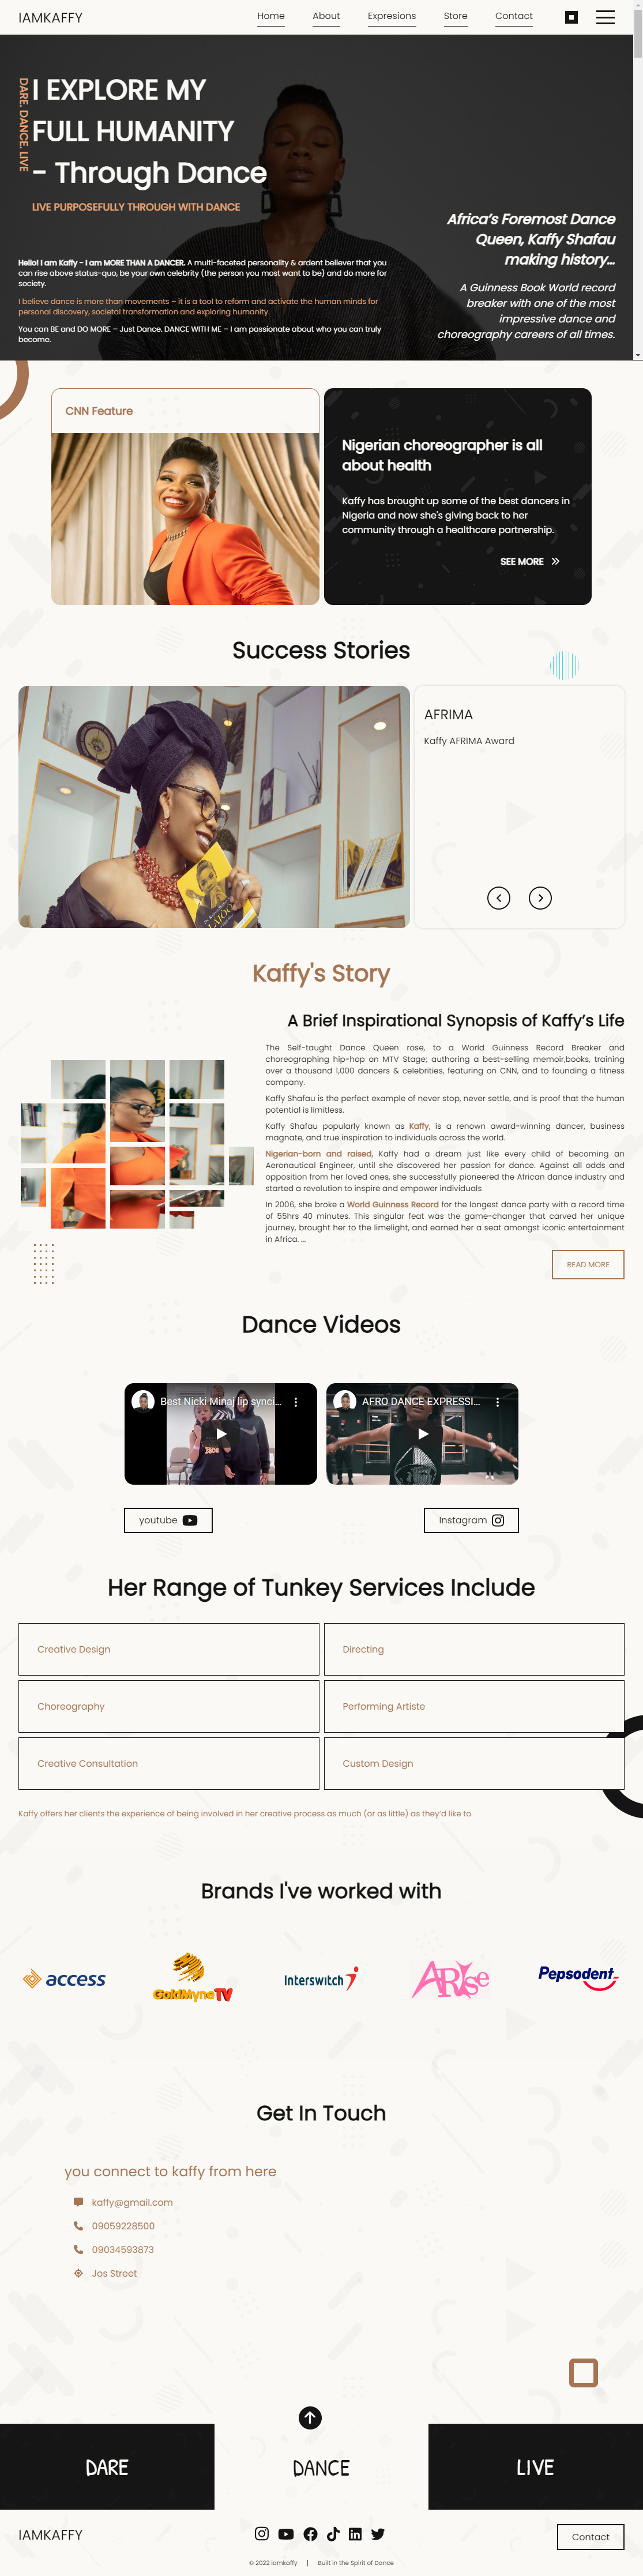 IAMKAFFY
Home About Expresions Store Contact
DARE. DANCE. LIVE
I EXPLORE MY
FULL HUMANITY
- Through Dance
LIVE PURPOSEFULLY THROUGH WITH DANCE
Africa's Foremost Dance
Queen, Kaffy Shafau
making history...
Hello! I am Kaffy - I am MORE THAN A DANCER. A multi-faceted personality & ardent believer that you
can rise above status-quo, be your own celebrity (the person you most want to be) and do more for
society.
I believe dance is more than movements – it is a tool to reform and activate the human minds for
personal discovery, societal transformation and exploring humanity.
You can BE and DO MORE – Just Dance. DANCE WITH ME – I am passionate about who you can truly
become.
A Guinness Book World record
breaker with one of the most
impressive dance and
choreography careers of all times.
CNN Feature
Nigerian choreographer is all
about health
Kaffy has brought up some of the best dancers in
Nigeria and now she's giving back to her
community through a healthcare partnership.
SEE MORE
Success Stories
AFRIMA
Kaffy AFRIMA Award
Kaffy's Story
A Brief Inspirational Synopsis of Kaffy's Life
The Self-taught Dance Queen rose, to a World Guinness Record Breaker and
choreographing hip-hop on MTV Stage; authoring a best-selling memoir,books, training
over a thousand 1,000 dancers & celebrities, featuring on CNN, and to founding a fitness
company.
Kaffy Shafau is the perfect example of never stop, never settle, and is proof that the human
potential is limitless.
Kaffy Shafau popularly known as Kaffy, is a renown award-winning dancer, business
magnate, and true inspiration to individuals across the world.
Nigerian-born and raised, Kaffy had a dream just like every child of becoming an
Aeronautical Engineer, until she discovered her passion for dance. Against all odds and
opposition from her loved ones, she successfully pioneered the African dance industry and
started a revolution to inspire and empower individuals
In 2006, she broke a World Guinness Record for the longest dance party with a record time
of 55hrs 40 minutes. This singular feat was the game-changer that carved her unique
journey, brought her to the limelight, and earned her a seat amongst iconic entertainment
in Africa. ...
READ MORE
Dance Videos
Best Nicki Minaj lip synci...
AFRO DANCE EXPRESSI...
youtube
Instagram
Her Range of Tunkey Services Include
Creative Design
Directing
Choreography
Performing Artiste
Creative Consultation
Custom Design
Kaffy offers her clients the experience of being involved in her creative process as much (or as little) as they'd like to.
Brands I've worked with
access
GoldMyneTV
Interswitch
ARise
Pepsodent
Get In Touch
you connect to kaffy from here
kaffy@gmail.com
09059228500
09034593873
Jos Street
DARE
DANCE
LIVE
IAMKAFFY
Contact
© 2022 iamkaffy | Built in the Spirit of Dance